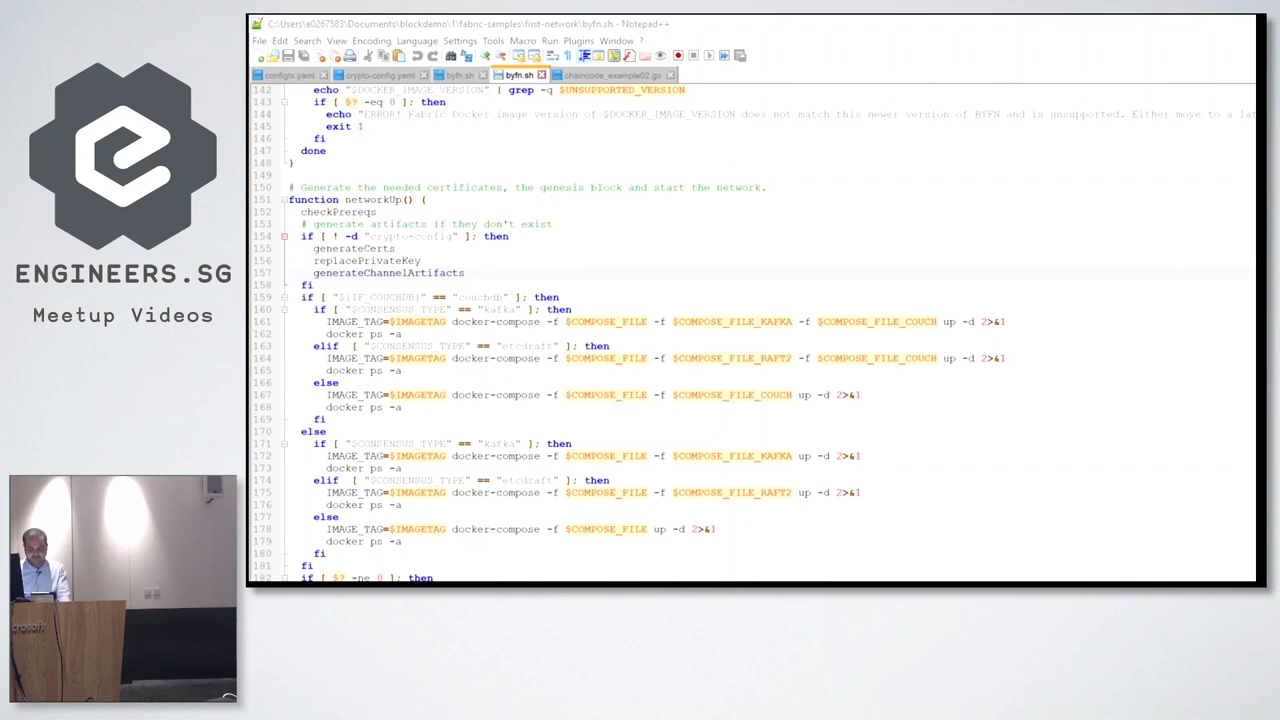 C:\Users\e0267583\Documents\blockdemo\1\fabric-samples\first-network\byfn.sh - Notepad++
File Edit Search View Encoding Language Settings Tools Macro Run Plugins Window ?
configtx.yaml crypto-config.yaml byfn.sh byfn.sh chaincode_example02.go
142 echo "$DOCKER_IMAGE_VERSION" | grep -q $UNSUPPORTED_VERSION
143 if [ $? -eq 0 ]; then
144 echo "ERROR! Fabric Docker image version of $DOCKER_IMAGE_VERSION does not match this newer version of BYFN and is unsupported. Either move to a lat
145 exit 1
146 fi
147 done
148 }
149
150 # Generate the needed certificates, the genesis block and start the network.
151 function networkUp() {
152 checkPrereqs
153 # generate artifacts if they don't exist
154 if [ ! -d "crypto-config" ]; then
155 generateCerts
156 replacePrivateKey
157 generateChannelArtifacts
158 fi
159 if [ "${IF_COUCHDB}" == "couchdb" ]; then
160 if [ "$CONSENSUS_TYPE" == "kafka" ]; then
161 IMAGE_TAG=$IMAGETAG docker-compose -f $COMPOSE_FILE -f $COMPOSE_FILE_KAFKA -f $COMPOSE_FILE_COUCH up -d 2>&1
162 docker ps -a
163 elif [ "$CONSENSUS_TYPE" == "etcdraft" ]; then
164 IMAGE_TAG=$IMAGETAG docker-compose -f $COMPOSE_FILE -f $COMPOSE_FILE_RAFT2 -f $COMPOSE_FILE_COUCH up -d 2>&1
165 docker ps -a
166 else
167 IMAGE_TAG=$IMAGETAG docker-compose -f $COMPOSE_FILE -f $COMPOSE_FILE_COUCH up -d 2>&1
168 docker ps -a
169 fi
170 else
171 if [ "$CONSENSUS_TYPE" == "kafka" ]; then
172 IMAGE_TAG=$IMAGETAG docker-compose -f $COMPOSE_FILE -f $COMPOSE_FILE_KAFKA up -d 2>&1
173 docker ps -a
174 elif [ "$CONSENSUS_TYPE" == "etcdraft" ]; then
175 IMAGE_TAG=$IMAGETAG docker-compose -f $COMPOSE_FILE -f $COMPOSE_FILE_RAFT2 up -d 2>&1
176 docker ps -a
177 else
178 IMAGE_TAG=$IMAGETAG docker-compose -f $COMPOSE_FILE up -d 2>&1
179 docker ps -a
180 fi
181 fi
182 if [ $? -ne 0 ]; then
ENGINEERS.SG
Meetup Videos
crosoft